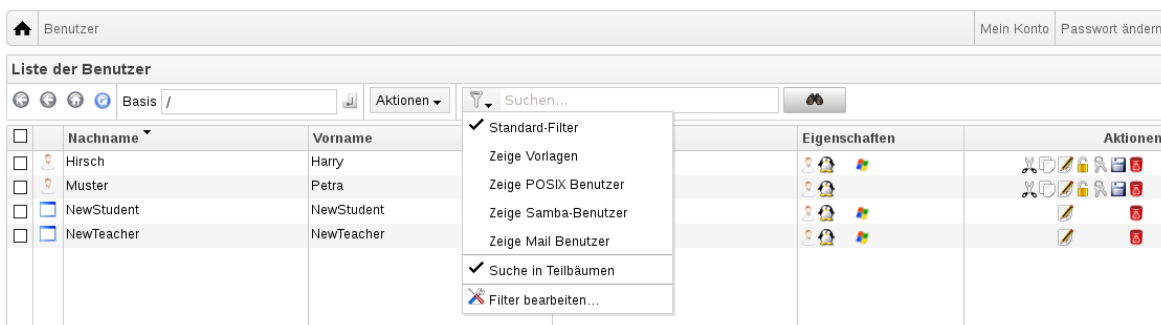 Benutzer
Mein Konto
Passwort ändern
Liste der Benutzer
Basis /
Aktionen
Suchen...
Nachname
Vorname
Eigenschaften
Aktionen
Hirsch
Harry
Muster
Petra
NewStudent
NewStudent
NewTeacher
NewTeacher
Standard-Filter
Zeige Vorlagen
Zeige POSIX Benutzer
Zeige Samba-Benutzer
Zeige Mail Benutzer
Suche in Teilbäumen
Filter bearbeiten...